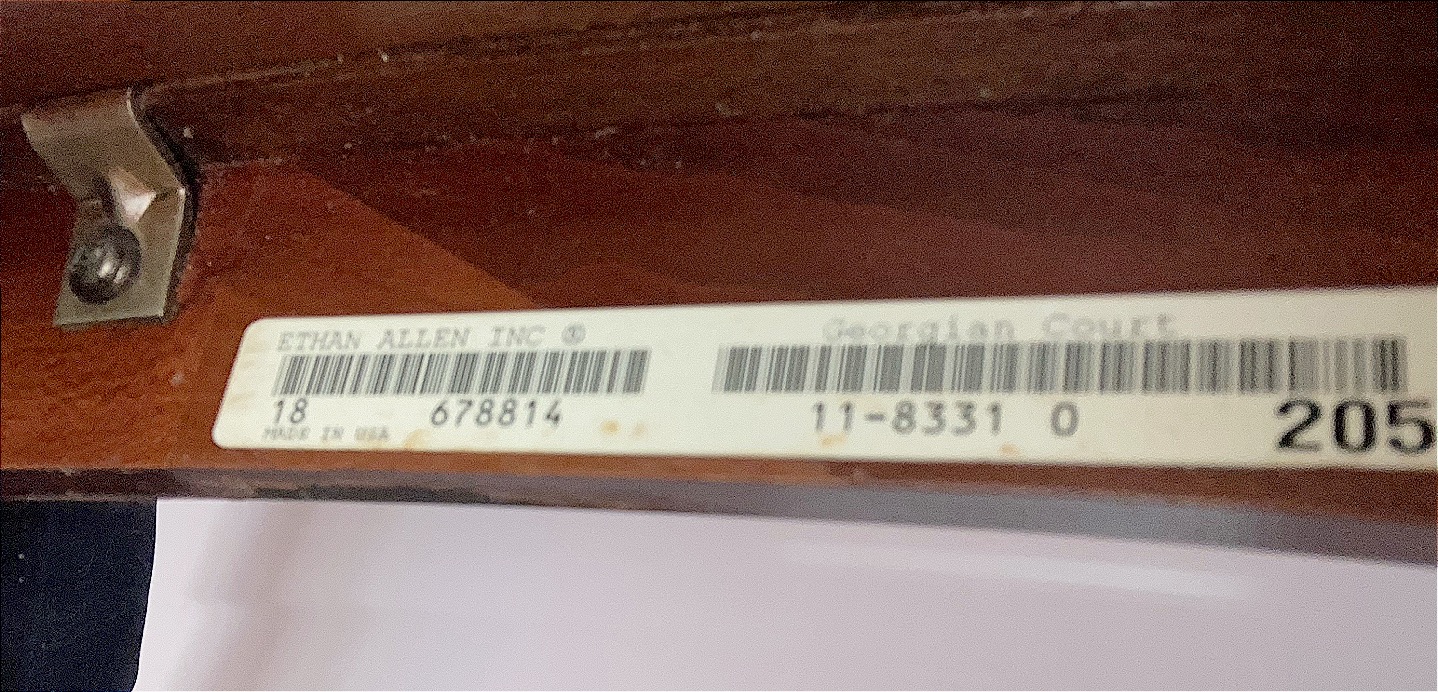 ETHAN ALLEN INC ®
Georgian Court
18 678814
11-8331 0
205
MADE IN USA